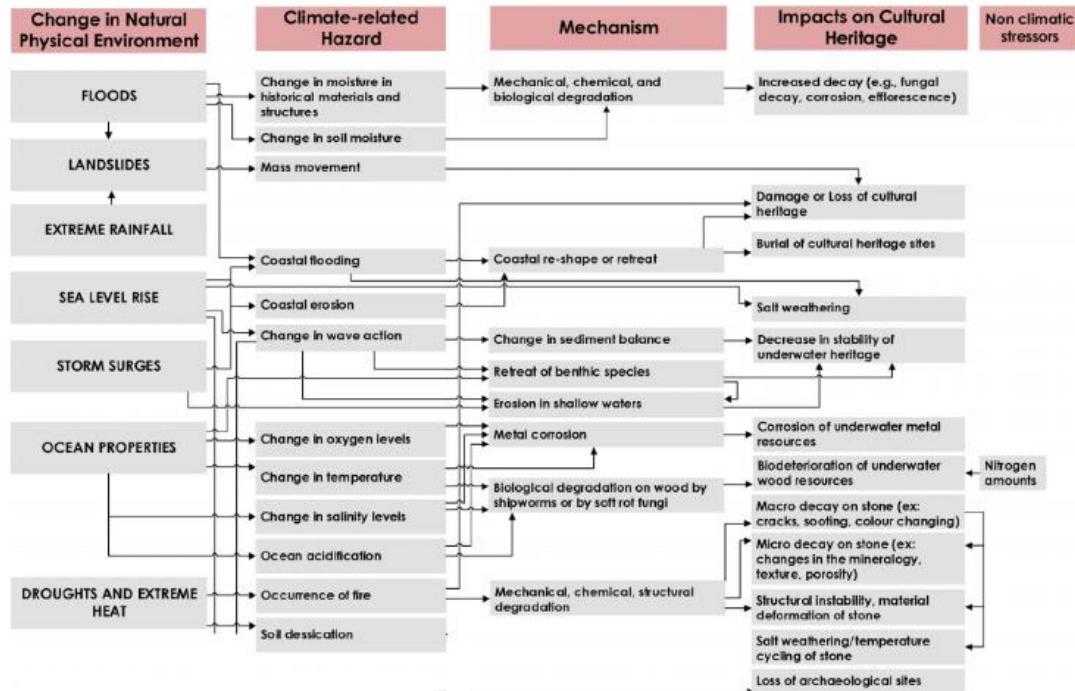 Change in Natural
Physical Environment
Climate-related
Hazard
Mechanism
Impacts on Cultural
Heritage
Non climatic
stressors
FLOODS
LANDSLIDES
EXTREME RAINFALL
SEA LEVEL RISE
STORM SURGES
OCEAN PROPERTIES
DROUGHTS AND EXTREME
HEAT
Change in moisture in
historical materials and
structures
Change in soil moisture
Mass movement
Coastal flooding
Coastal erosion
Change in wave action
Change in oxygen levels
Change in temperature
Change in salinity levels
Ocean acidification
Occurrence of fire
Soil dessication
Mechanical, chemical, and
biological degradation
Coastal re-shape or retreat
Change in sediment balance
Retreat of benthic species
Erosion in shallow waters
Metal corrosion
Biological degradation on wood by
shipworms or by soft rot fungi
Mechanical, chemical, structural
degradation
Increased decay (e.g., fungal
decay, corrosion, efflorescence)
Damage or Loss of cultural
heritage
Burial of cultural heritage sites
Salt weathering
Decrease in stability of
underwater heritage
Corrosion of underwater metal
resources
Biodeterioration of underwater
wood resources
Macro decay on stone (ex:
cracks, sooting, colour changing)
Micro decay on stone (ex:
changes in the mineralogy,
texture, porosity)
Structural instability, material
deformation of stone
Salt weathering/temperature
cycling of stone
Loss of archaeological sites
Nitrogen
amounts